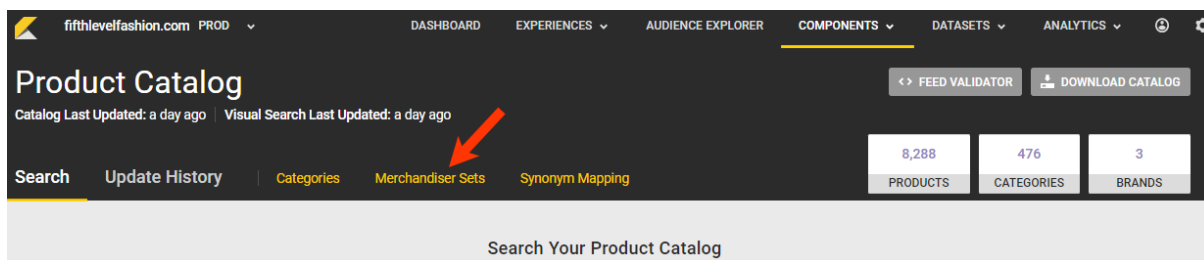 fifthlevelfashion.com PROD DASHBOARD EXPERIENCES AUDIENCE EXPLORER COMPONENTS DATASETS ANALYTICS
Product Catalog
<> FEED VALIDATOR DOWNLOAD CATALOG
Catalog Last Updated: a day ago Visual Search Last Updated: a day ago
8,288 476 3
Search Update History Categories Merchandiser Sets Synonym Mapping
PRODUCTS CATEGORIES BRANDS
Search Your Product Catalog